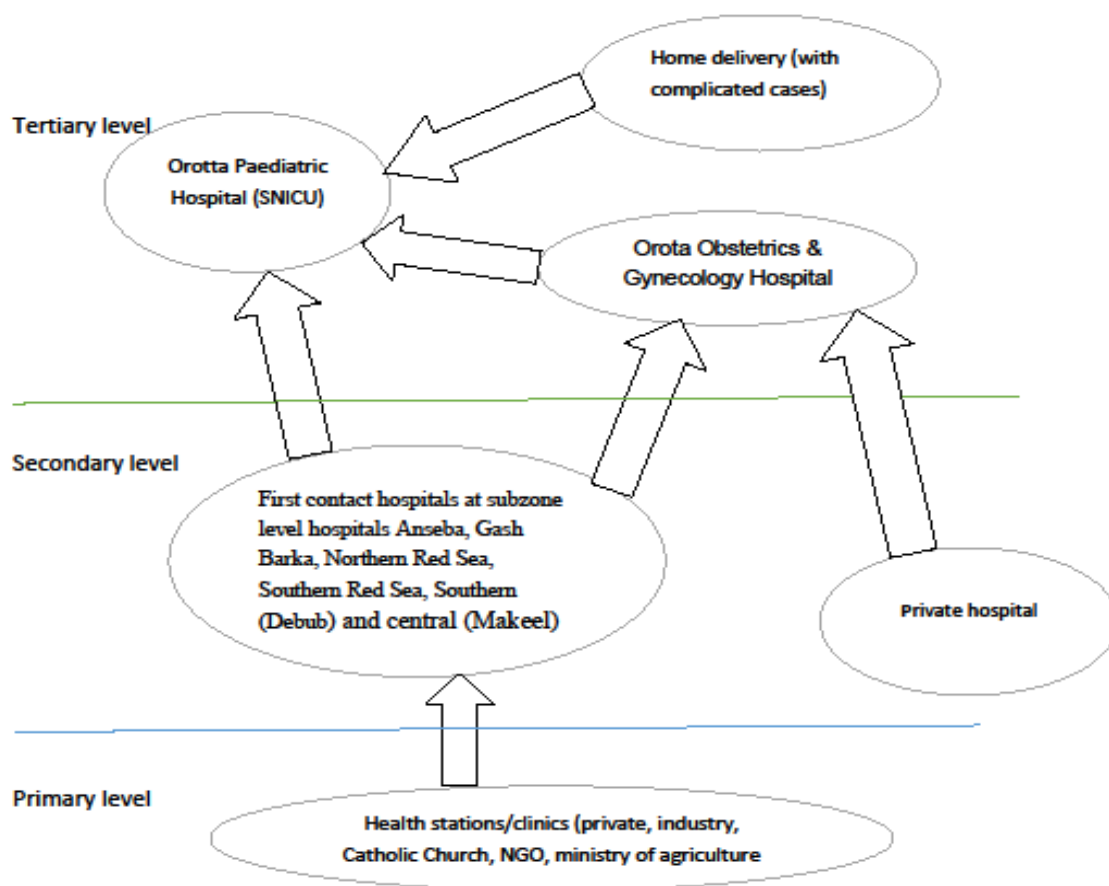 Home delivery (with
complicated cases)
Tertiary level
Orotta Paediatric
Hospital (SNICU)
Orota Obstetrics &
Gynecology Hospital
Secondary level
First contact hospitals at subzone
level hospitals Anseba, Gash
Barka, Northern Red Sea,
Southern Red Sea, Southern
(Debub) and central (Makeel)
Private hospital
Primary level
Health stations/clinics (private, industry,
Catholic Church, NGO, ministry of agriculture